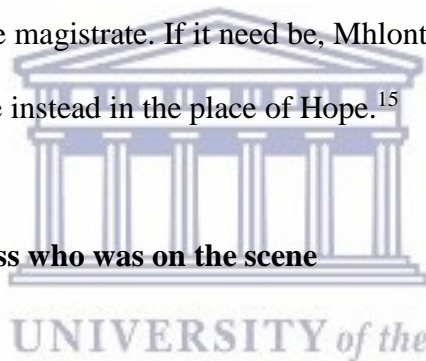 e magistrate. If it need be, Mhlont
instead in the place of Hope.15
ss who was on the scene
UNIVERSITY of the